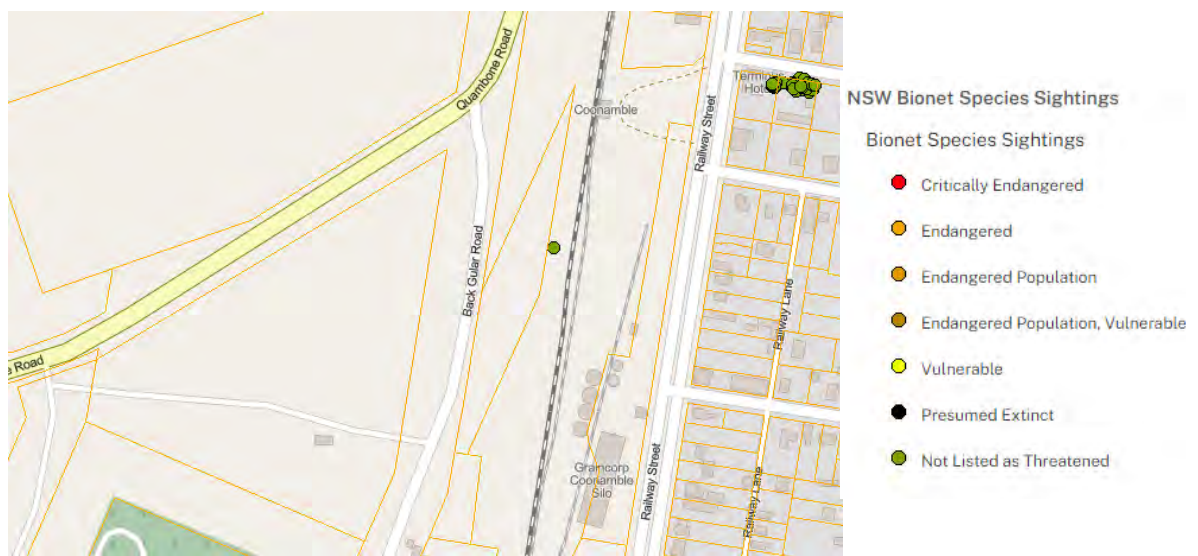 Quambone Road
Terminus
Hotel
Coonamble
Railway Street
Back Gular Road
Railway Lane
e Road
Graincorp
Coonamble
Silo
Railway Street
Railway Lane
NSW Bionet Species Sightings
Bionet Species Sightings
Critically Endangered
Endangered
Endangered Population
Endangered Population, Vulnerable
Vulnerable
Presumed Extinct
Not Listed as Threatened